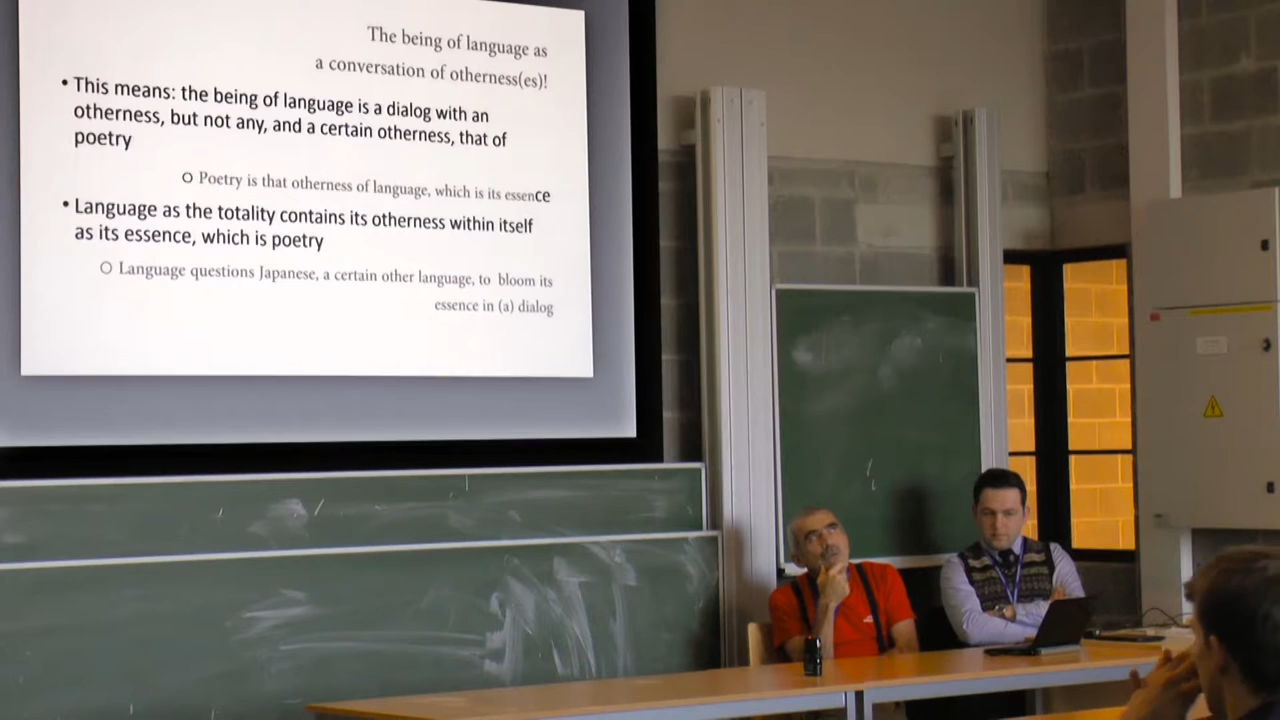 The being of language as
a conversation of otherness(es)!
• This means: the being of language is a dialog with an
otherness, but not any, and a certain otherness, that of
poetry
○ Poetry is that otherness of language, which is its essence
• Language as the totality contains its otherness within itself
as its essence, which is poetry
○ Language questions Japanese, a certain other language, to bloom its
essence in (a) dialog